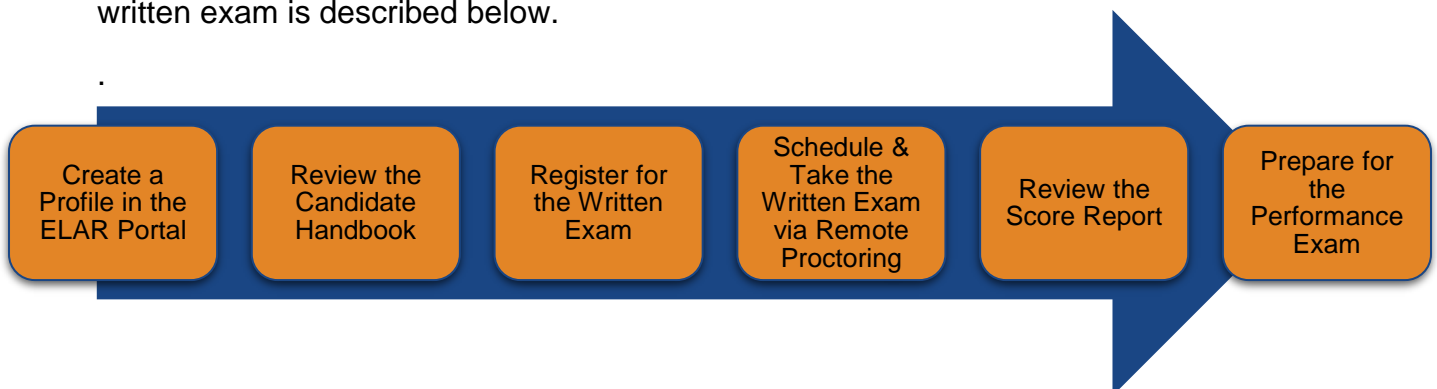 written exam is described below.
.
Create a
Profile in the
ELAR Portal
Review the
Candidate
Handbook
Register for
the Written
Exam
Schedule &
Take the
Written Exam
via Remote
Proctoring
Review the
Score Report
Prepare for
the
Performance
Exam